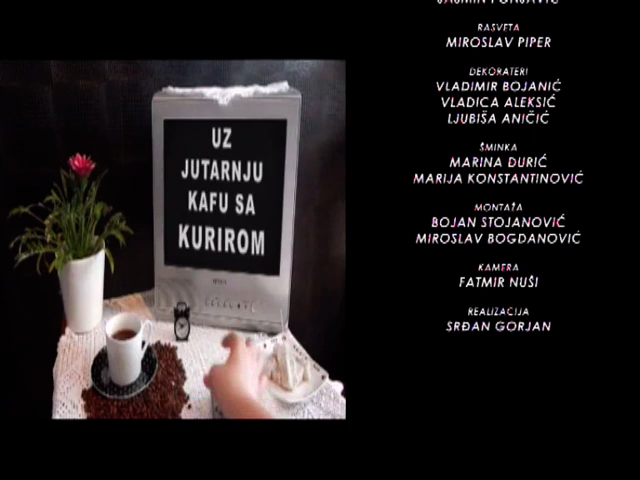 UZ
JUTARNJU
KAFU SA
KURIROM
RASVETA
MIROSLAV PIPER
DEKORATERI
VLADIMIR BOJANIĆ
VLADICA ALEKSIĆ
LJUBIŠA ANIČIĆ
ŠMINKA
MARINA ĐURIĆ
MARIJA KONSTANTINOVIĆ
MONTAŽA
BOJAN STOJANOVIĆ
MIROSLAV BOGDANOVIĆ
KAMERA
FATMIR NUŠI
REALIZACIJA
SRĐAN GORJAN